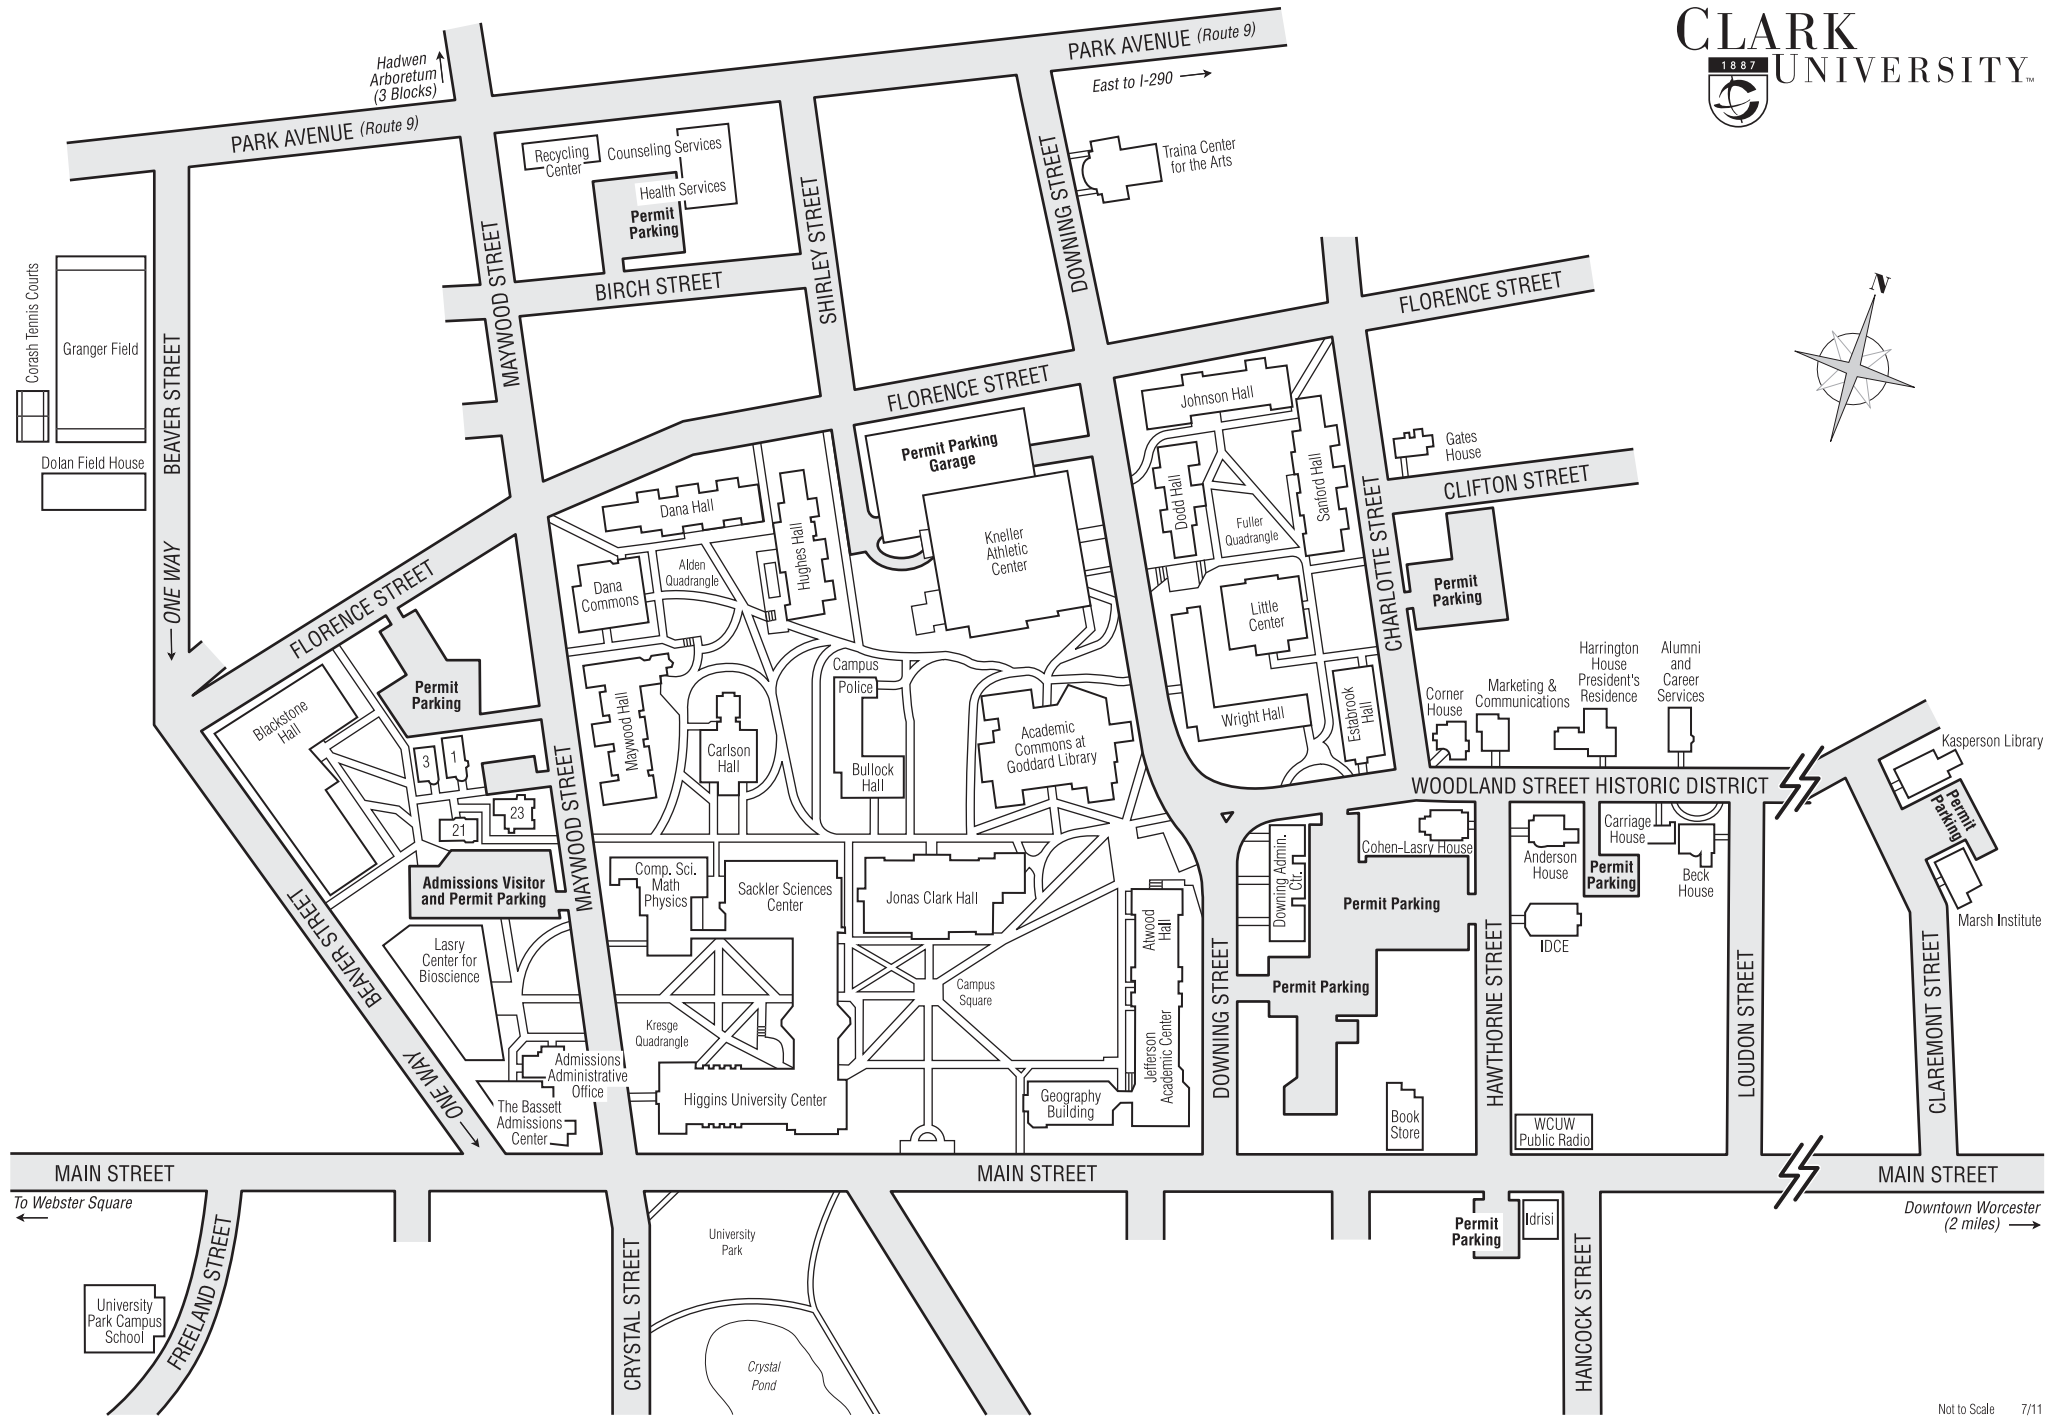 CLARK
1887
UNIVERSITY™
PARK AVENUE (Route 9)
East to I-290
Hadwen
Arboretum
(3 Blocks)
PARK AVENUE (Route 9)
Recycling
Center
Counseling Services
Health Services
Permit
Parking
Traina Center
for the Arts
MAYWOOD STREET
SHIRLEY STREET
DOWNING STREET
BIRCH STREET
FLORENCE STREET
N
Corash Tennis Courts
Granger Field
BEAVER STREET
Dolan Field House
ONE WAY
FLORENCE STREET
Johnson Hall
Permit Parking
Garage
Gates
House
CLIFTON STREET
Dana Hall
Hughes Hall
Kneller
Athletic
Center
Dodd Hall
Fuller
Quadrangle
Sanford Hall
CHARLOTTE STREET
Alden
Quadrangle
Dana
Commons
Little
Center
Permit
Parking
FLORENCE STREET
Permit
Parking
Blackstone
Hall
Maywood Hall
Carlson
Hall
Campus
Police
Bullock
Hall
Academic
Commons at
Goddard Library
Wright Hall
Estabrook
Hall
Corner
House
Marketing &
Communications
Harrington
House
President's
Residence
Alumni
and
Career
Services
Kasperson Library
WOODLAND STREET HISTORIC DISTRICT
Permit
Parking
3
1
23
21
MAYWOOD STREET
Admissions Visitor
and Permit Parking
Comp. Sci.
Math
Physics
Sackler Sciences
Center
Jonas Clark Hall
Atwood
Hall
Downing Admin.
Ctr.
Cohen-Lasry House
Permit Parking
Anderson
House
Carriage
House
Permit
Parking
Beck
House
Marsh Institute
IDCE
BEAVER STREET
Lasry
Center for
Bioscience
Kresge
Quadrangle
Campus
Square
Permit Parking
DOWNING STREET
HAWTHORNE STREET
LOUDON STREET
CLAREMONT STREET
ONE WAY
Admissions
Administrative
Office
The Bassett
Admissions
Center
Higgins University Center
Geography
Building
Jefferson
Academic Center
Book
Store
WCUW
Public Radio
MAIN STREET
MAIN STREET
MAIN STREET
To Webster Square
Downtown Worcester
(2 miles)
Permit
Parking
Idrisi
University
Park
FREELAND STREET
CRYSTAL STREET
HANCOCK STREET
University
Park Campus
School
Crystal
Pond
Not to Scale 7/11